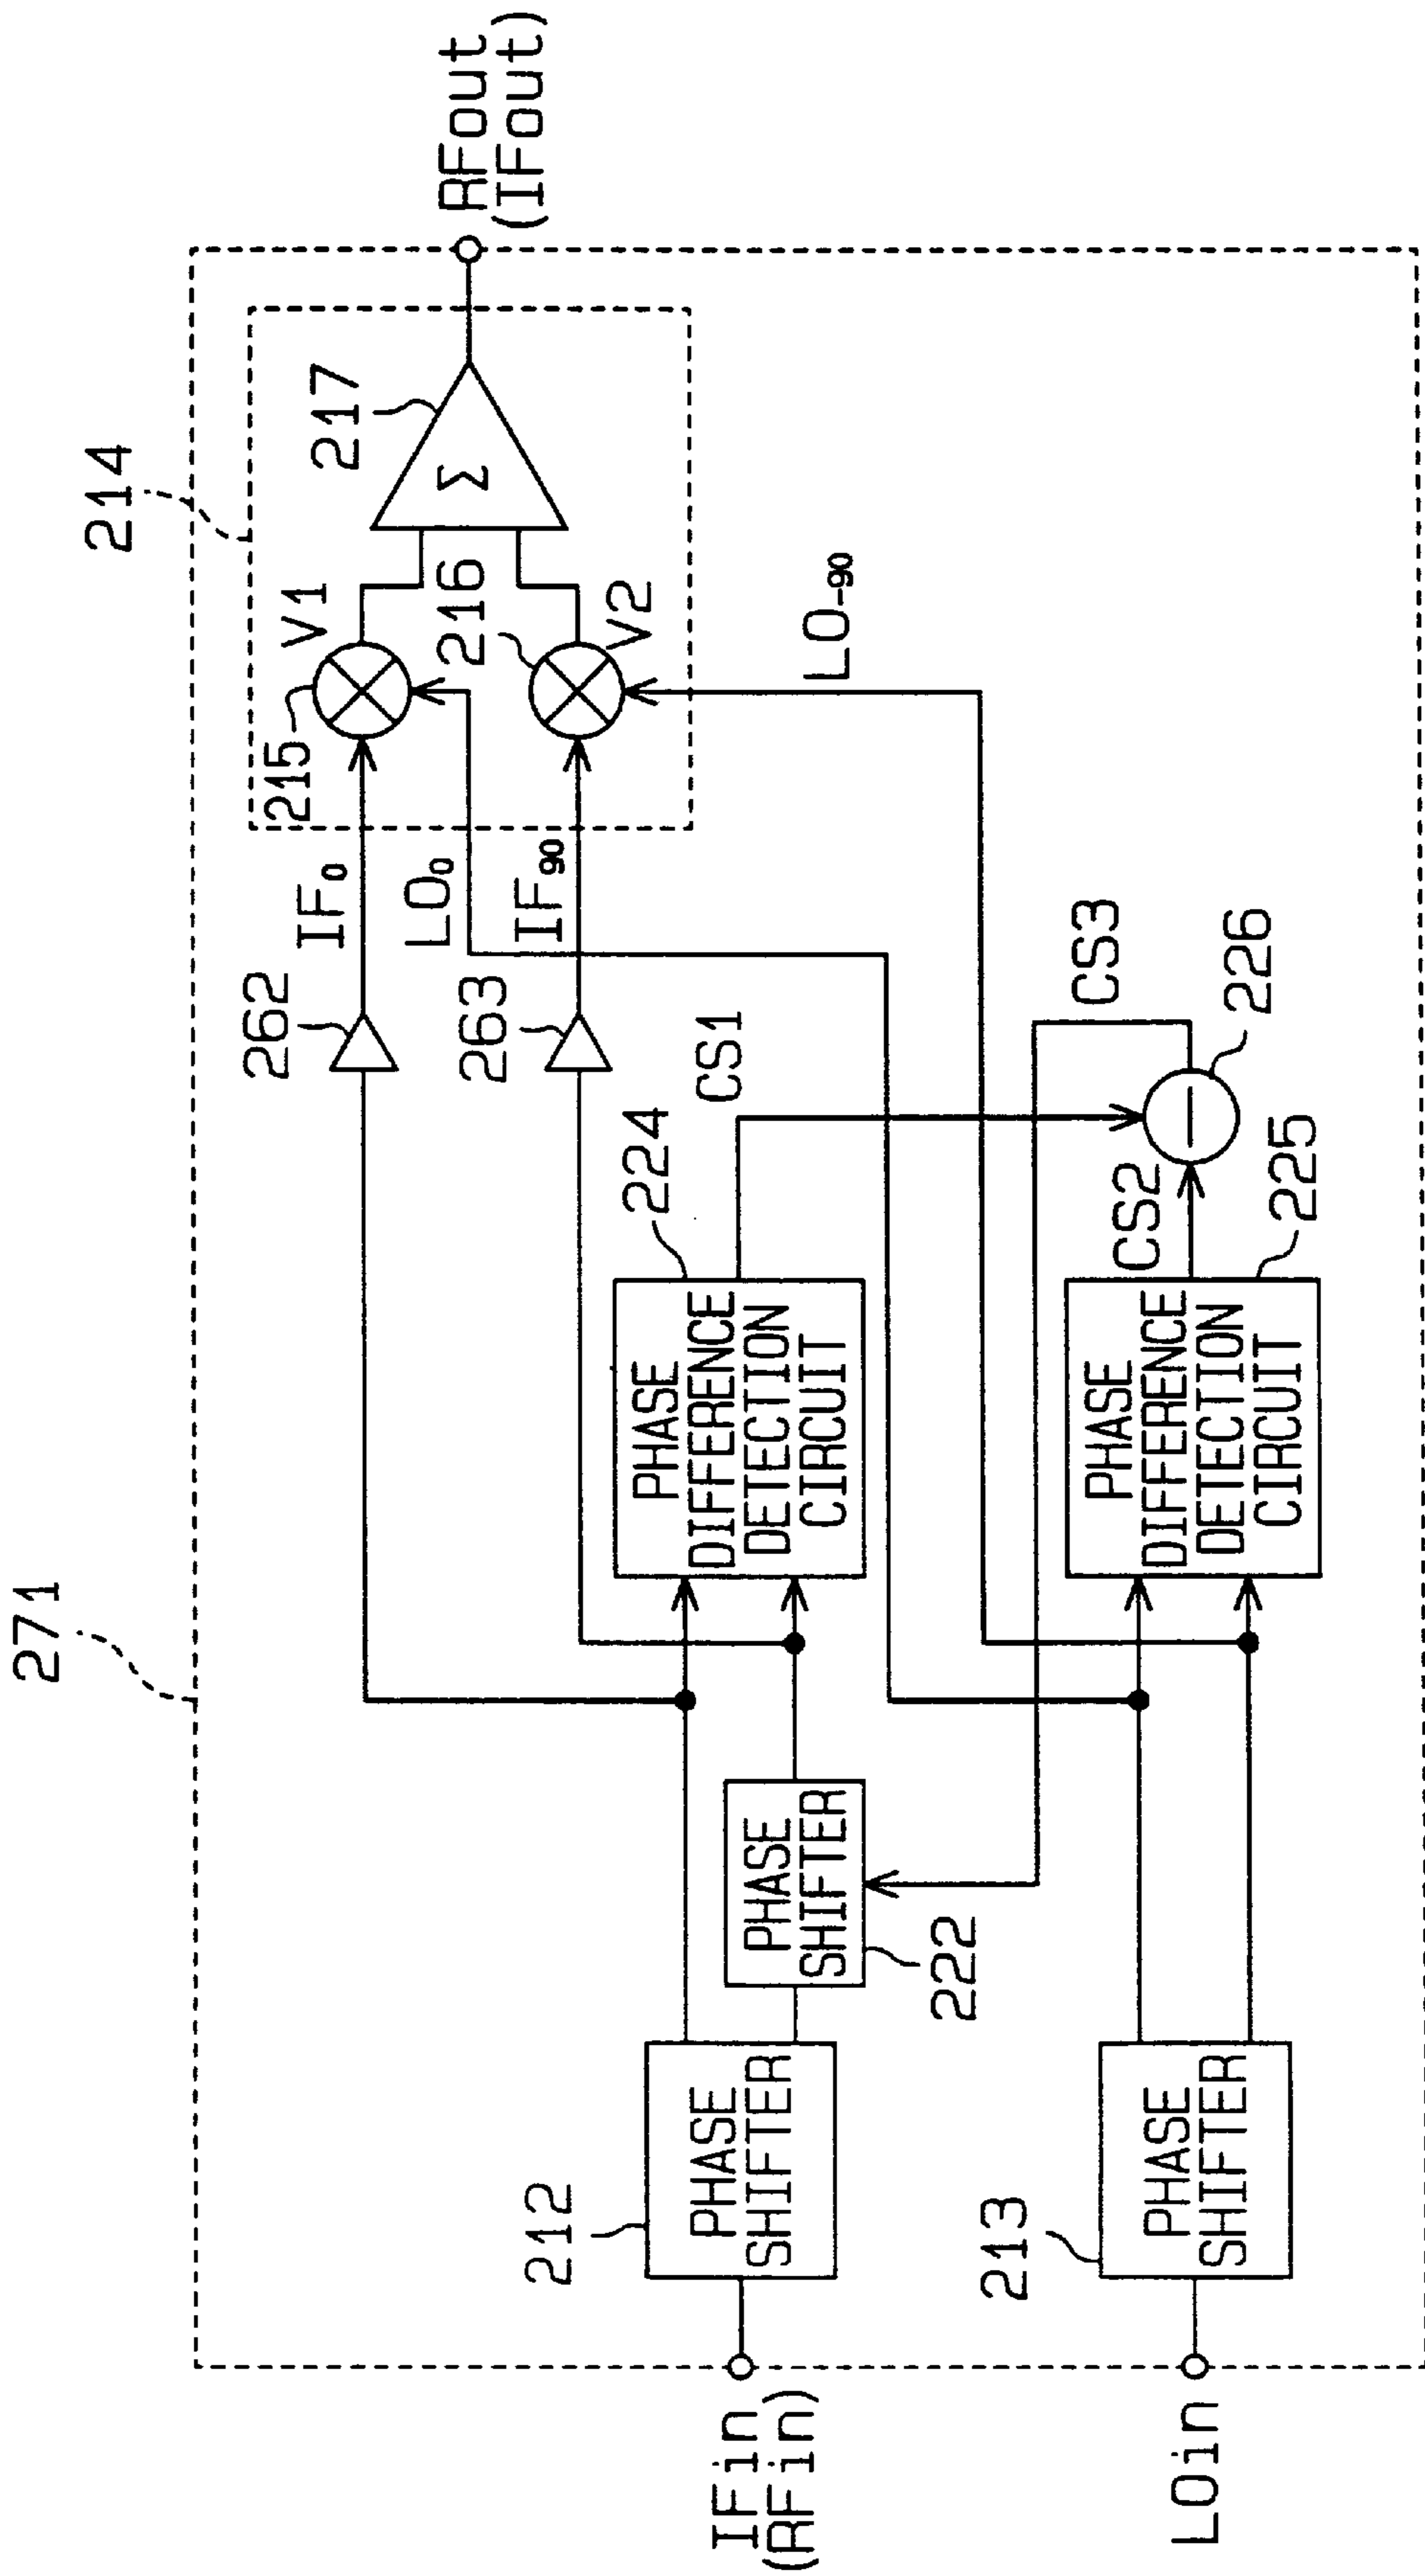 271
214
217
Σ
RFout
(IFout)
215
V1
216
V2
262
IF0
LO0
263
IF90
LO-90
224
CS1
PHASE
DIFFERENCE
DETECTION
CIRCUIT
CS3
226
CS2
225
PHASE
DIFFERENCE
DETECTION
CIRCUIT
PHASE
SHIFTER
222
212
PHASE
SHIFTER
IFin
(RFin)
213
PHASE
SHIFTER
LOin